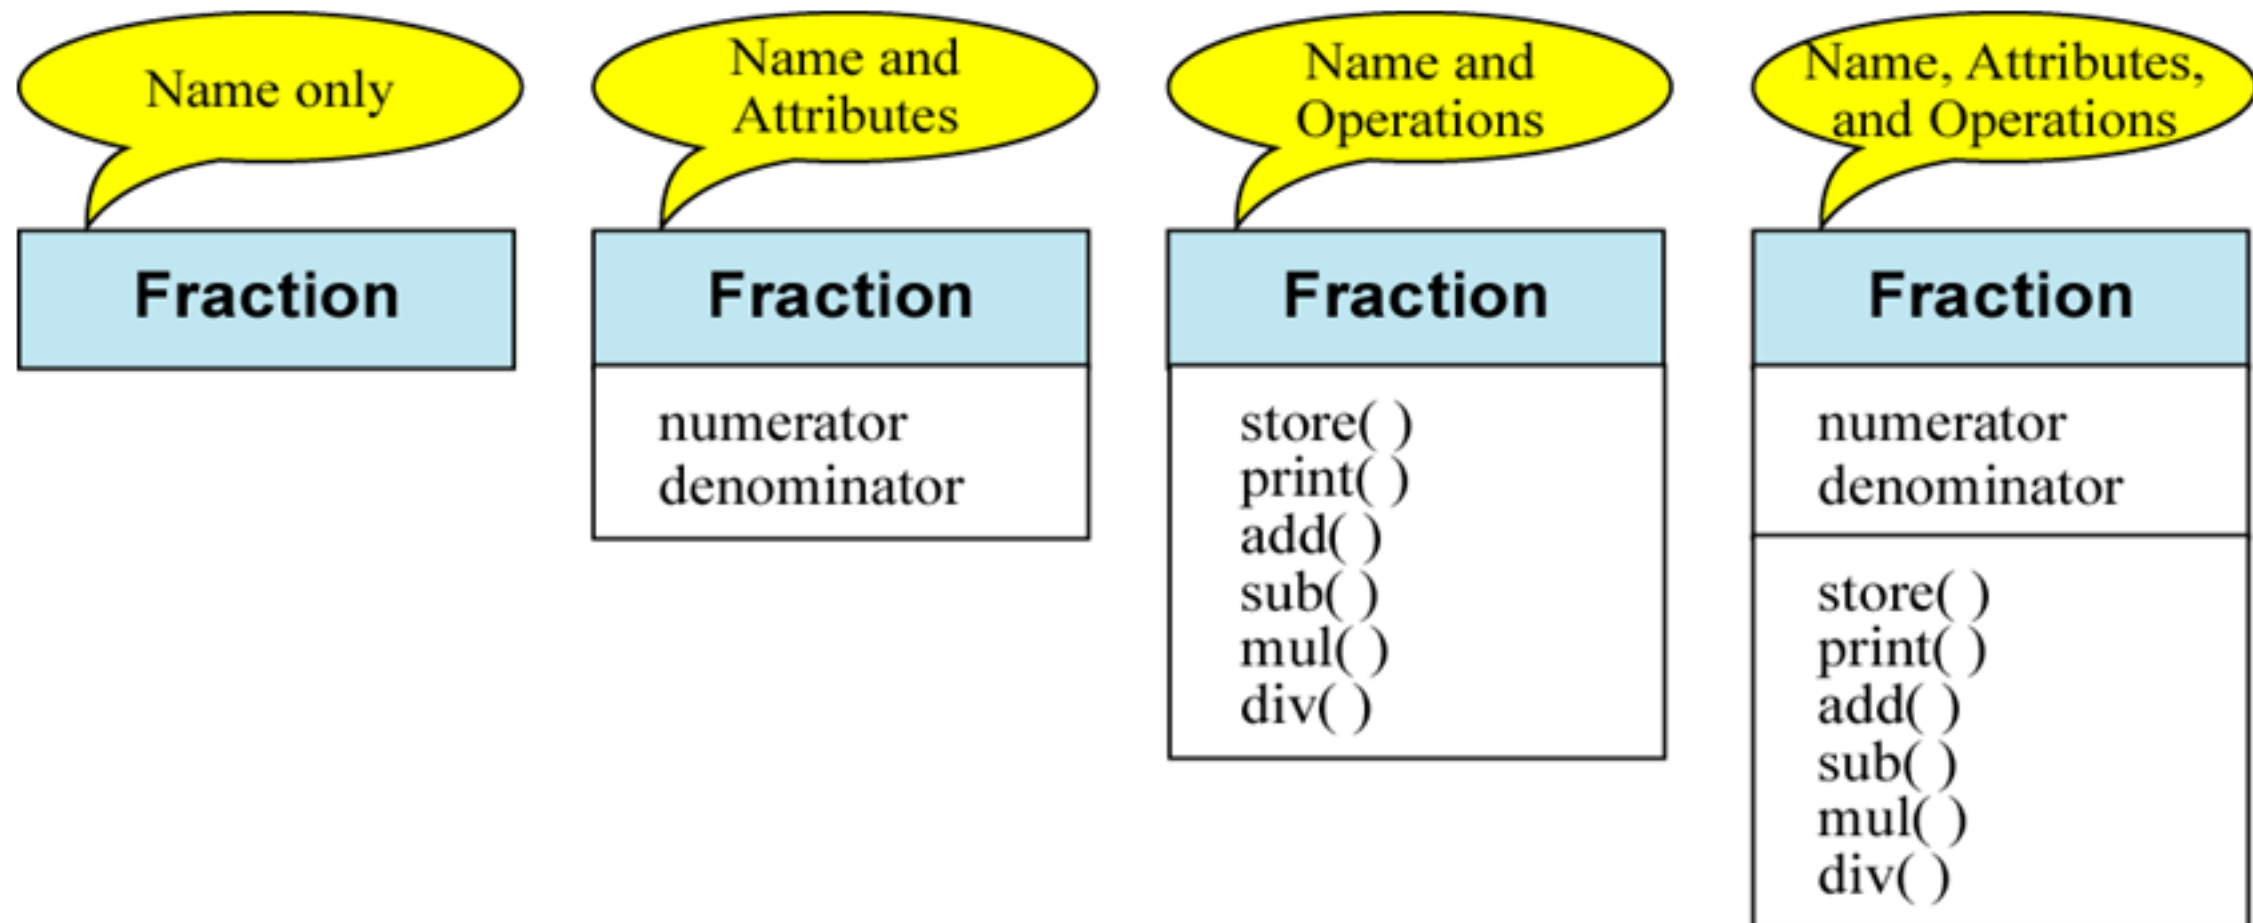 Name only
Fraction
Name and
Attributes
Fraction
numerator
denominator
Name and
Operations
Fraction
store( )
print( )
add( )
sub( )
mul( )
div( )
Name, Attributes,
and Operations
Fraction
numerator
denominator
store( )
print( )
add( )
sub( )
mul( )
div( )